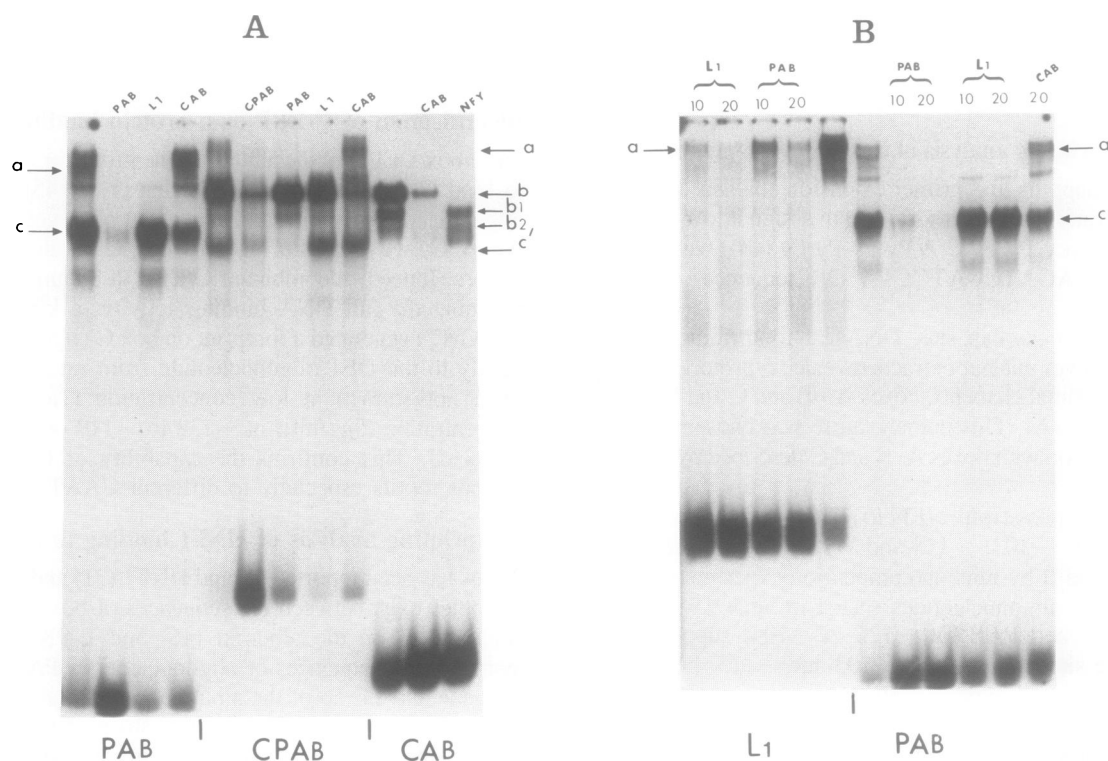 A
B
PAB L1 CAB CPAB PAB L1 CAB CAB NFY
L1 PAB PAB L1 CAB
10 20 10 20 10 20 10 20 20
a
c
a
b
b1
b2,
c
a
a
c
PAB CPAB CAB
L1 PAB